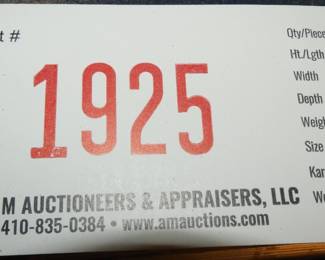 t #
1925
M AUCTIONEERS & APPRAISERS, LLC
410-835-0384 • www.amauctions.com
Qty/Piece
Ht./Lgth
Width
Depth
Weigh
Size
Kar
We